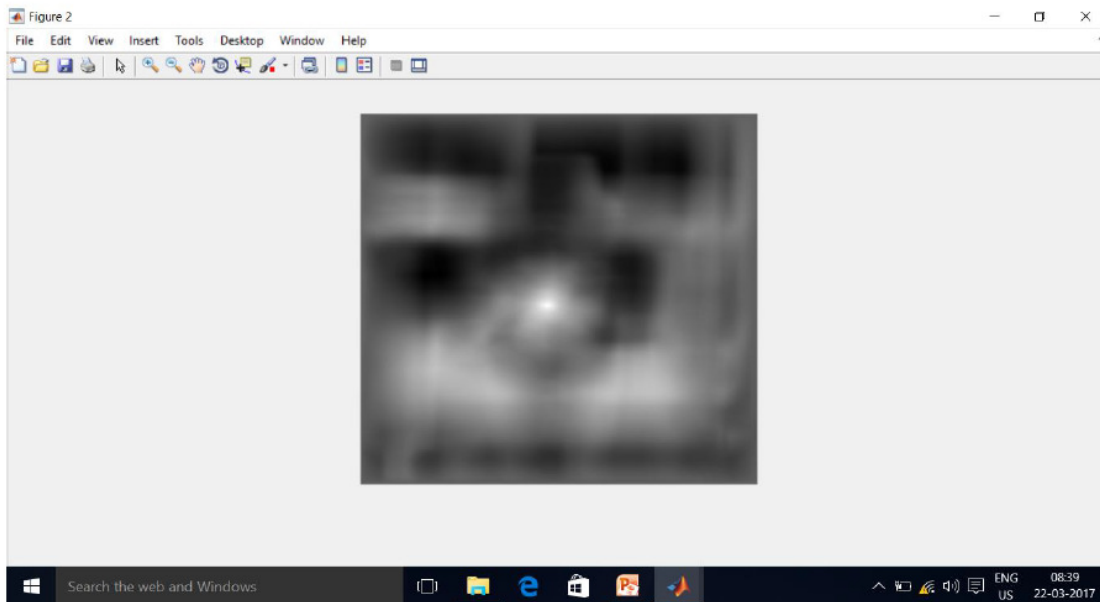 Figure 2
File Edit View Insert Tools Desktop Window Help
Search the web and Windows
ENG
US
08:39
22-03-2017